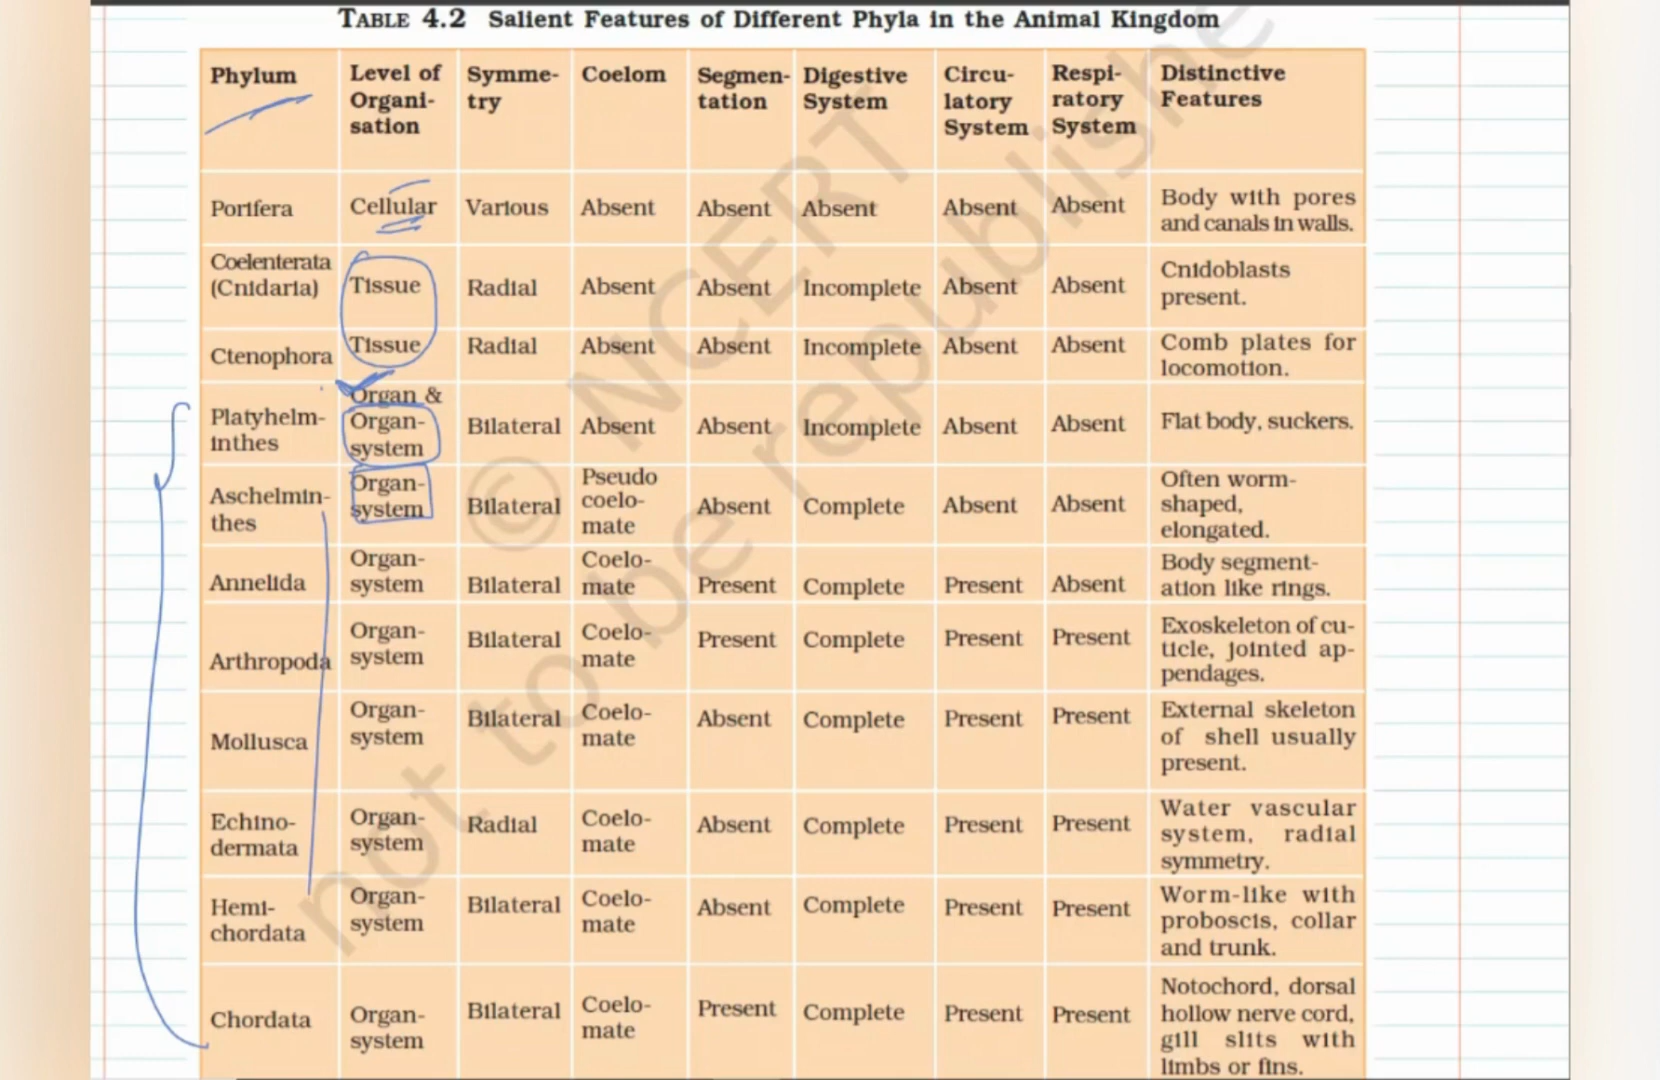 TABLE 4.2 Salient Features of Different Phyla in the Animal Kingdom
Phylum Level of Organi-sation Symme-try Coelom Segmen-tation Digestive System Circu-latory System Respi-ratory System Distinctive Features
Porifera Cellular Various Absent Absent Absent Absent Absent Body with pores and canals in walls.
Coelenterata (Cnidaria) Tissue Radial Absent Absent Incomplete Absent Absent Cnidoblasts present.
Ctenophora Tissue Radial Absent Absent Incomplete Absent Absent Comb plates for locomotion.
Platyhelm-inthes Organ & Organ-system Bilateral Absent Absent Incomplete Absent Absent Flat body, suckers.
Aschelmin-thes Organ-system Bilateral Pseudo coelo-mate Absent Complete Absent Absent Often worm-shaped, elongated.
Annelida Organ-system Bilateral Coelo-mate Present Complete Present Absent Body segment-ation like rings.
Arthropoda Organ-system Bilateral Coelo-mate Present Complete Present Present Exoskeleton of cu-ticle, jointed ap-pendages.
Mollusca Organ-system Bilateral Coelo-mate Absent Complete Present Present External skeleton of shell usually present.
Echino-dermata Organ-system Radial Coelo-mate Absent Complete Present Present Water vascular system, radial symmetry.
Hemi-chordata Organ-system Bilateral Coelo-mate Absent Complete Present Present Worm-like with proboscis, collar and trunk.
Chordata Organ-system Bilateral Coelo-mate Present Complete Present Present Notochord, dorsal hollow nerve cord, gill slits with limbs or fins.
© NCERT
not to be republishe